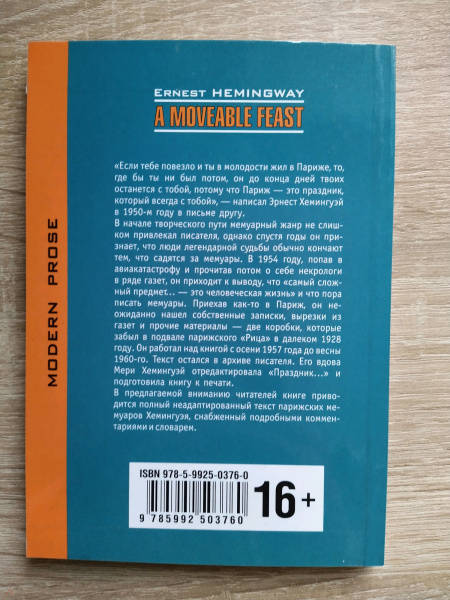 ERNEST HEMINGWAY
A MOVEABLE FEAST
«Если тебе повезло и ты в молодости жил в Париже, то,
где бы ты ни был потом, он до конца дней твоих
останется с тобой, потому что Париж — это праздник,
который всегда с тобой», — написал Эрнест Хемингуэй
в 1950-м году в письме другу.
В начале творческого пути мемуарный жанр не слиш-
ком привлекал писателя, однако спустя годы он при-
знает, что люди легендарной судьбы обычно кончают
тем, что садятся за мемуары. В 1954 году, попав в
авиакатастрофу и прочитав потом о себе некрологи
в ряде газет, он приходит к выводу, что «самый слож-
ный предмет... — это человеческая жизнь» и что пора
писать мемуары. Приехав как-то в Париж, он не-
ожиданно нашел собственные записки, вырезки из
газет и прочие материалы — две коробки, которые
забыл в подвале парижского «Рица» в далеком 1928
году. Он работал над книгой с осени 1957 года до весны
1960-го. Текст остался в архиве писателя. Его вдова
Мери Хемингуэй отредактировала «Праздник...» и
подготовила книгу к печати.
В предлагаемой вниманию читателей книге приво-
дится полный неадаптированный текст парижских ме-
муаров Хемингуэя, снабженный подробными коммен-
тариями и словарем.
MODERN PROSE
ISBN 978-5-9925-0376-0
9 785992 503760
16+